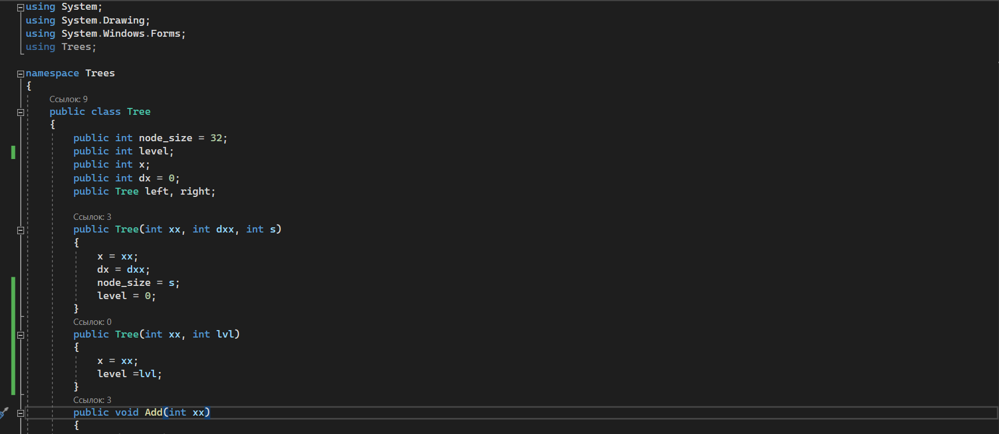 using System;
using System.Drawing;
using System.Windows.Forms;
using Trees;
namespace Trees
{
Ссылок: 9
public class Tree
{
public int node_size = 32;
public int level;
public int x;
public int dx = 0;
public Tree left, right;
Ссылок: 3
public Tree(int xx, int dxx, int s)
{
x = xx;
dx = dxx;
node_size = s;
level = 0;
}
Ссылок: 0
public Tree(int xx, int lvl)
{
x = xx;
level =lvl;
}
Ссылок: 3
public void Add(int xx)
{